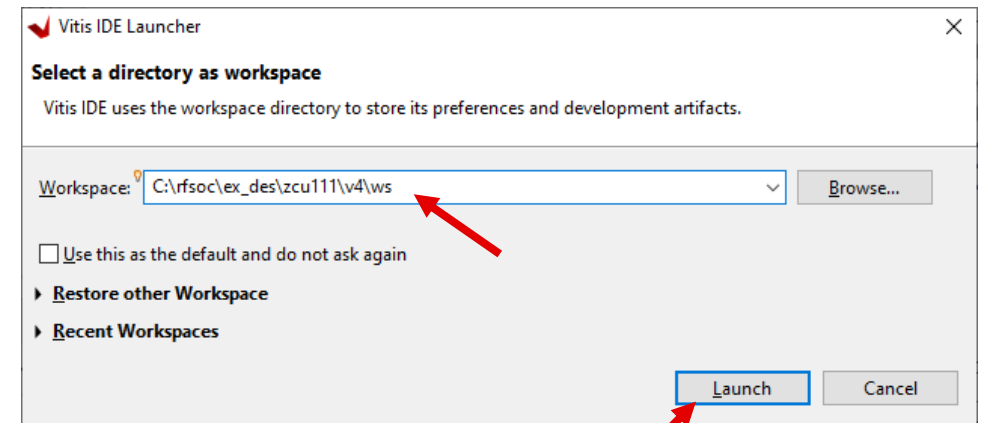 Vitis IDE Launcher
Select a directory as workspace
Vitis IDE uses the workspace directory to store its preferences and development artifacts.
Workspace: C:\rfsoc\ex_des\zcu111\v4\ws Browse...
Use this as the default and do not ask again
Restore other Workspace
Recent Workspaces
Launch Cancel